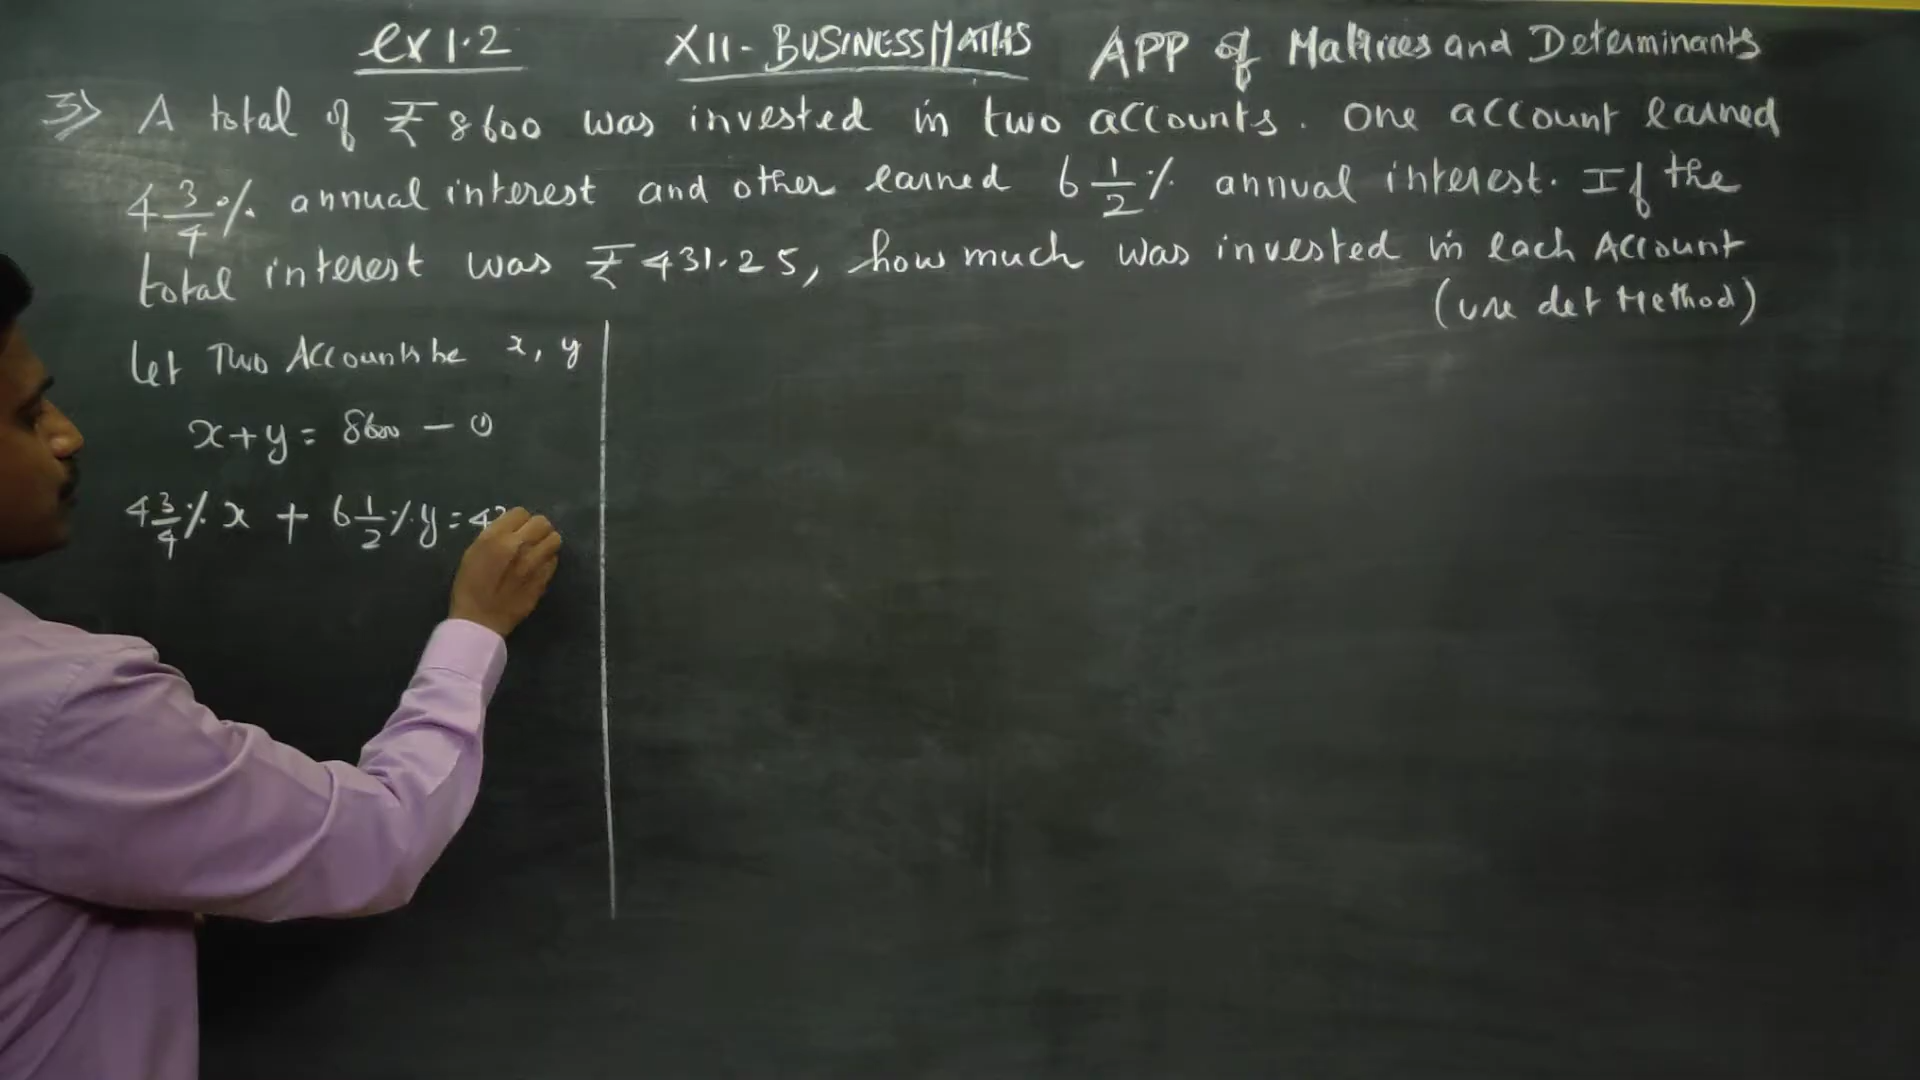 ex 1.2 XII - BUSINESS MATHS APP of Matrices and Determinants
3) A total of ₹ 8600 was invested in two accounts. One account earned
4 3/4 % annual interest and other earned 6 1/2 % annual interest. If the
total interest was ₹ 431.25, how much was invested in each Account
(use det Method)
Let Two Accounts be x, y
x+y = 8600 — ①
4 3/4 % x + 6 1/2 % y = 43